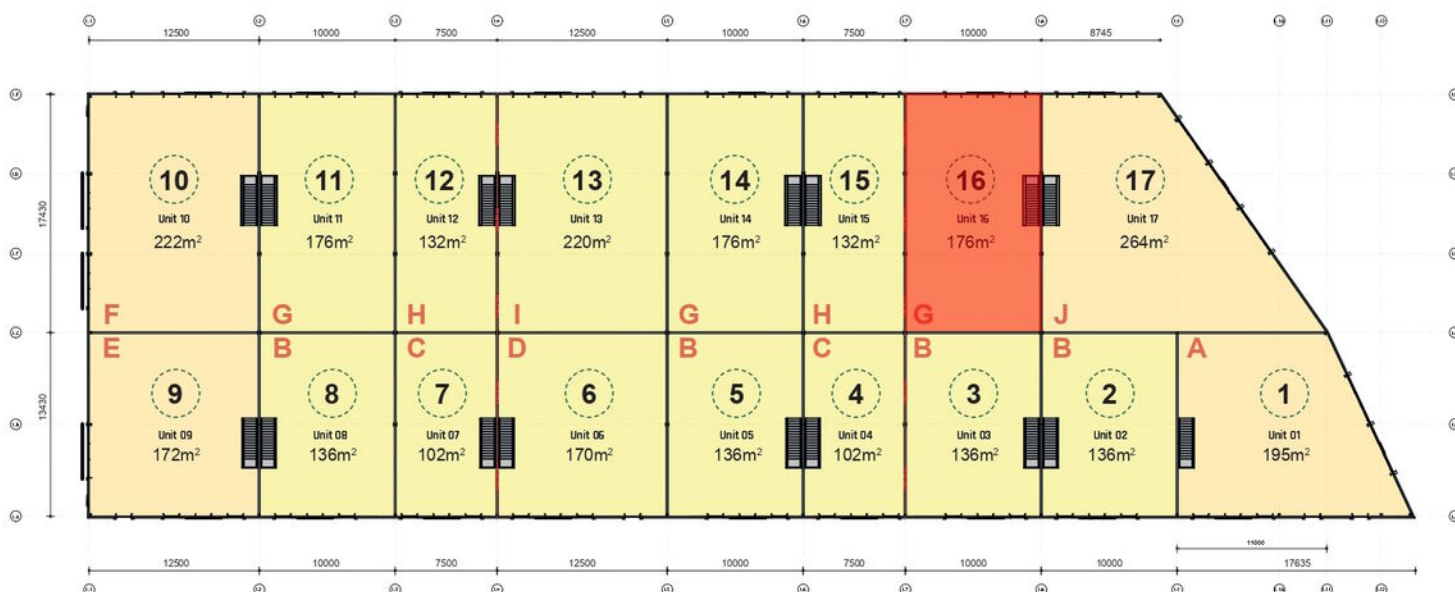 12500 10000 7500 12500 10000 7500 10000 8745
10 11 12 13 14 15 16 17
Unit 10 Unit 11 Unit 12 Unit 13 Unit 14 Unit 15 Unit 16 Unit 17
222m² 176m² 132m² 220m² 176m² 132m² 176m² 264m²
17430
F G H I G H G J
E B C D B C B B A
13430
9 8 7 6 5 4 3 2 1
Unit 09 Unit 08 Unit 07 Unit 06 Unit 05 Unit 04 Unit 03 Unit 02 Unit 01
172m² 136m² 102m² 170m² 136m² 102m² 136m² 136m² 195m²
11000
12500 10000 7500 12500 10000 7500 10000 10000 17635